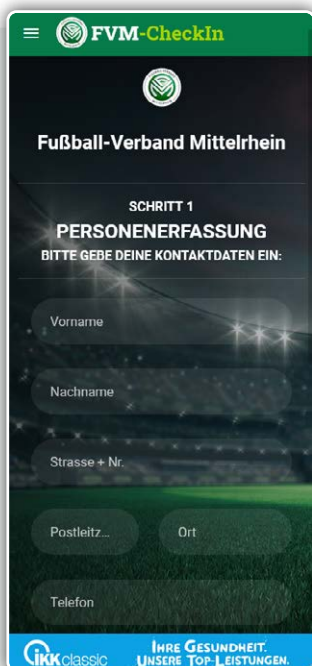 FVM-CheckIn
Fußball-Verband Mittelrhein
SCHRITT 1
PERSONENERFASSUNG
BITTE GEBE DEINE KONTAKTDATEN EIN:
Vorname
Nachname
Strasse + Nr.
Postleitz... Ort
Telefon
iKK classic IHRE GESUNDHEIT.
UNSERE TOP-LEISTUNGEN.